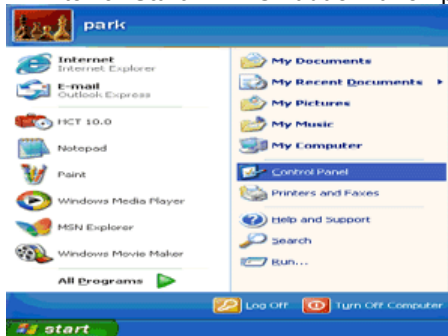 park
Internet
Internet Explorer
E-mail
Outlook Express
HCT 10.0
Notepad
Paint
Windows Media Player
MSN Explorer
Windows Movie Maker
All Programs
My Documents
My Recent Documents
My Pictures
My Music
My Computer
Control Panel
Printers and Faxes
Help and Support
Search
Run...
Log Off
Turn Off Computer
start